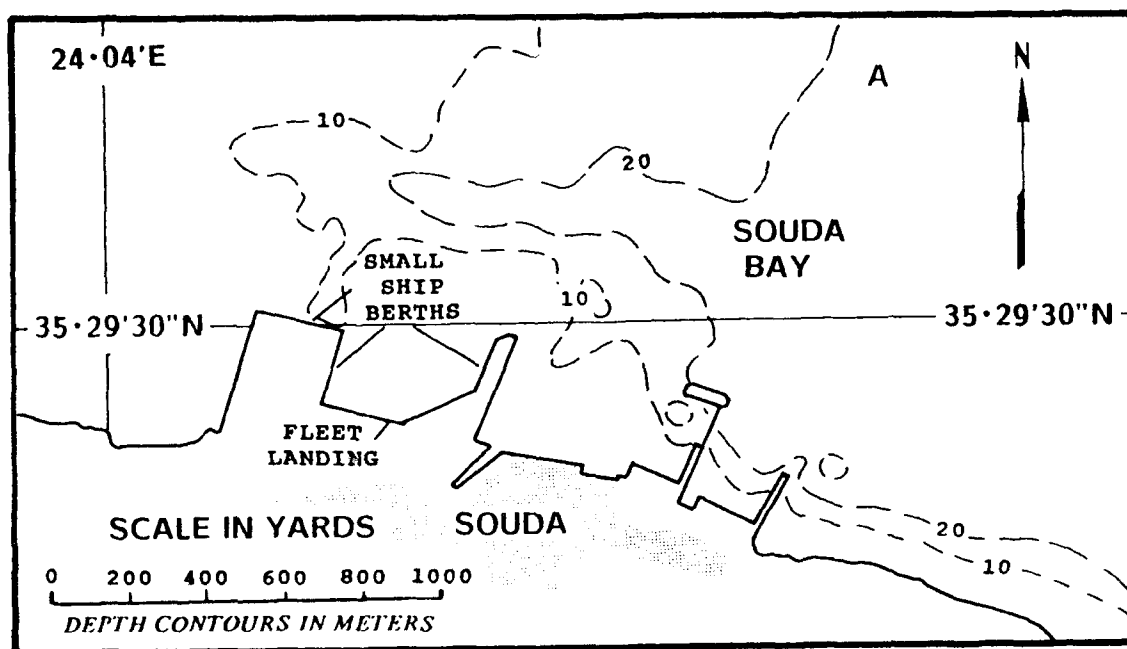 24·04'E
N
A
10
20
SOUDA
BAY
SMALL
SHIP
BERTHS
10
35·29'30"N
35·29'30"N
FLEET
LANDING
SCALE IN YARDS
SOUDA
20
10
0 200 400 600 800 1000
DEPTH CONTOURS IN METERS